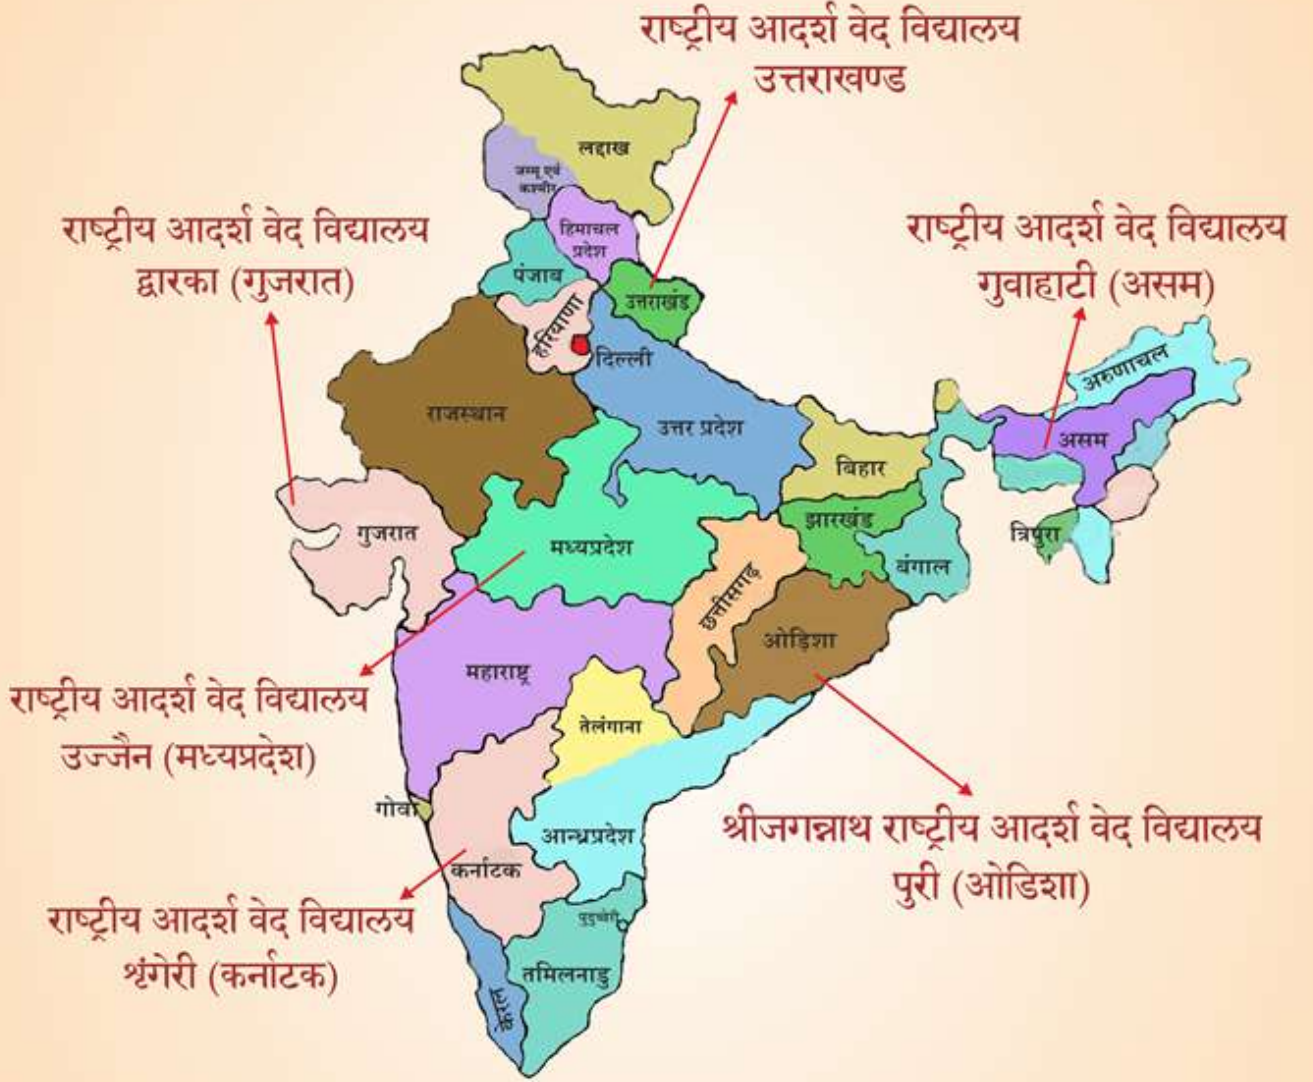 राष्ट्रीय आदर्श वेद विद्यालय
उत्तराखण्ड
लद्दाख
जम्मू एवं
कश्मीर
राष्ट्रीय आदर्श वेद विद्यालय
द्वारका (गुजरात)
हिमाचल
प्रदेश
राष्ट्रीय आदर्श वेद विद्यालय
गुवाहाटी (असम)
पंजाब
उत्तराखंड
हरियाणा
दिल्ली
अरुणाचल
राजस्थान
उत्तर प्रदेश
असम
बिहार
गुजरात
मध्यप्रदेश
झारखंड
त्रिपुरा
बंगाल
छत्तीसगढ़
ओड़िशा
महाराष्ट्र
राष्ट्रीय आदर्श वेद विद्यालय
उज्जैन (मध्यप्रदेश)
तेलंगाना
गोवा
आन्ध्रप्रदेश
श्रीजगन्नाथ राष्ट्रीय आदर्श वेद विद्यालय
पुरी (ओडिशा)
कर्नाटक
राष्ट्रीय आदर्श वेद विद्यालय
शृंगेरी (कर्नाटक)
पुदुच्चेरी
तमिलनाडु
केरल